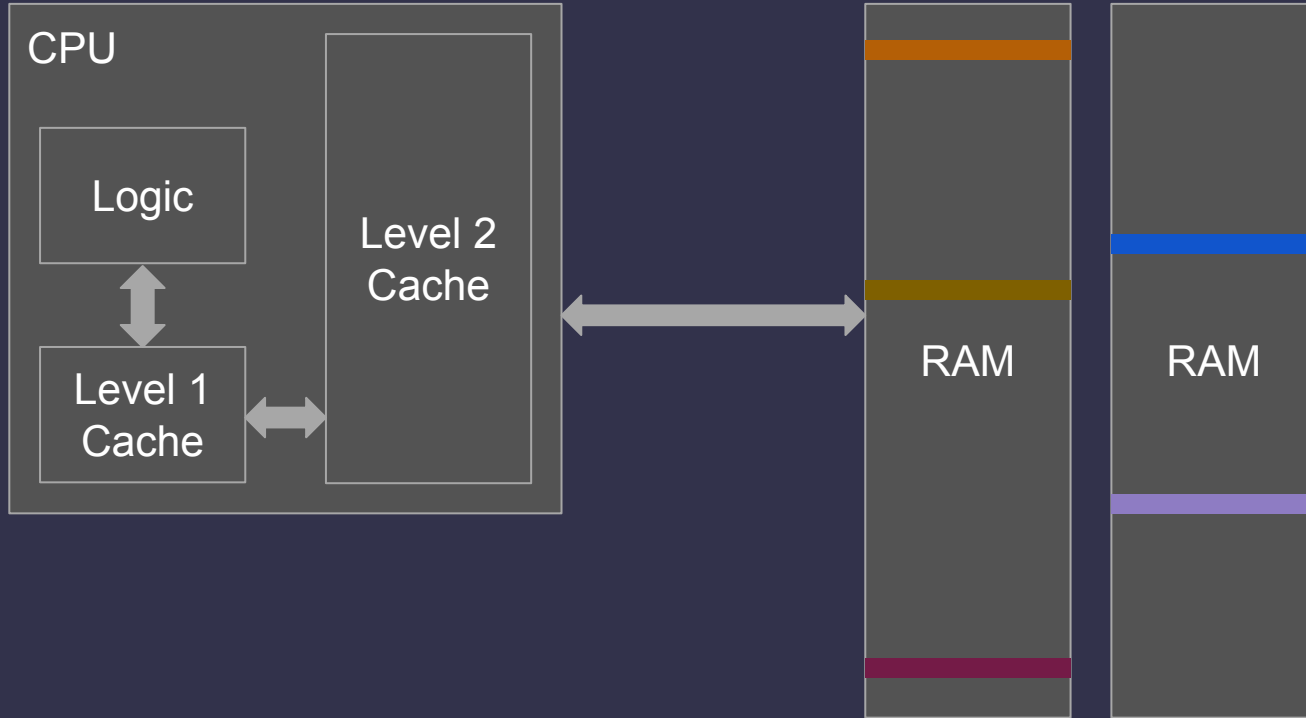 CPU
Logic
Level 1
Cache
Level 2
Cache
RAM
RAM